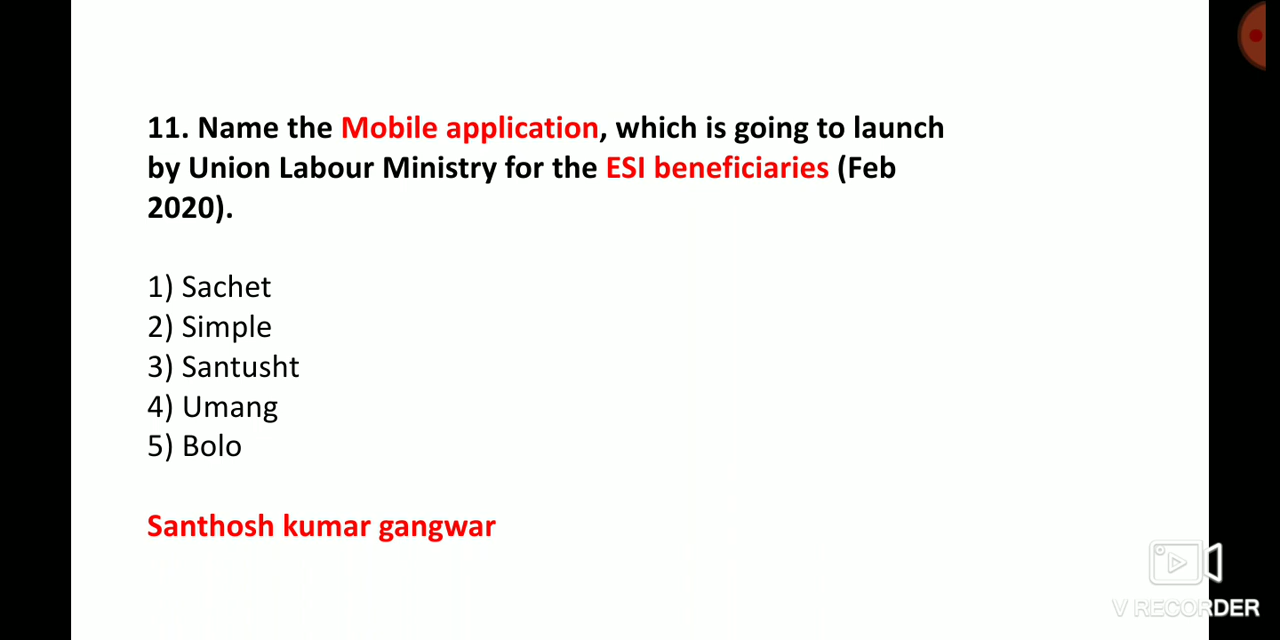 11. Name the Mobile application, which is going to launch
by Union Labour Ministry for the ESI beneficiaries (Feb
2020).
1) Sachet
2) Simple
3) Santusht
4) Umang
5) Bolo
Santhosh kumar gangwar
V RECORDER